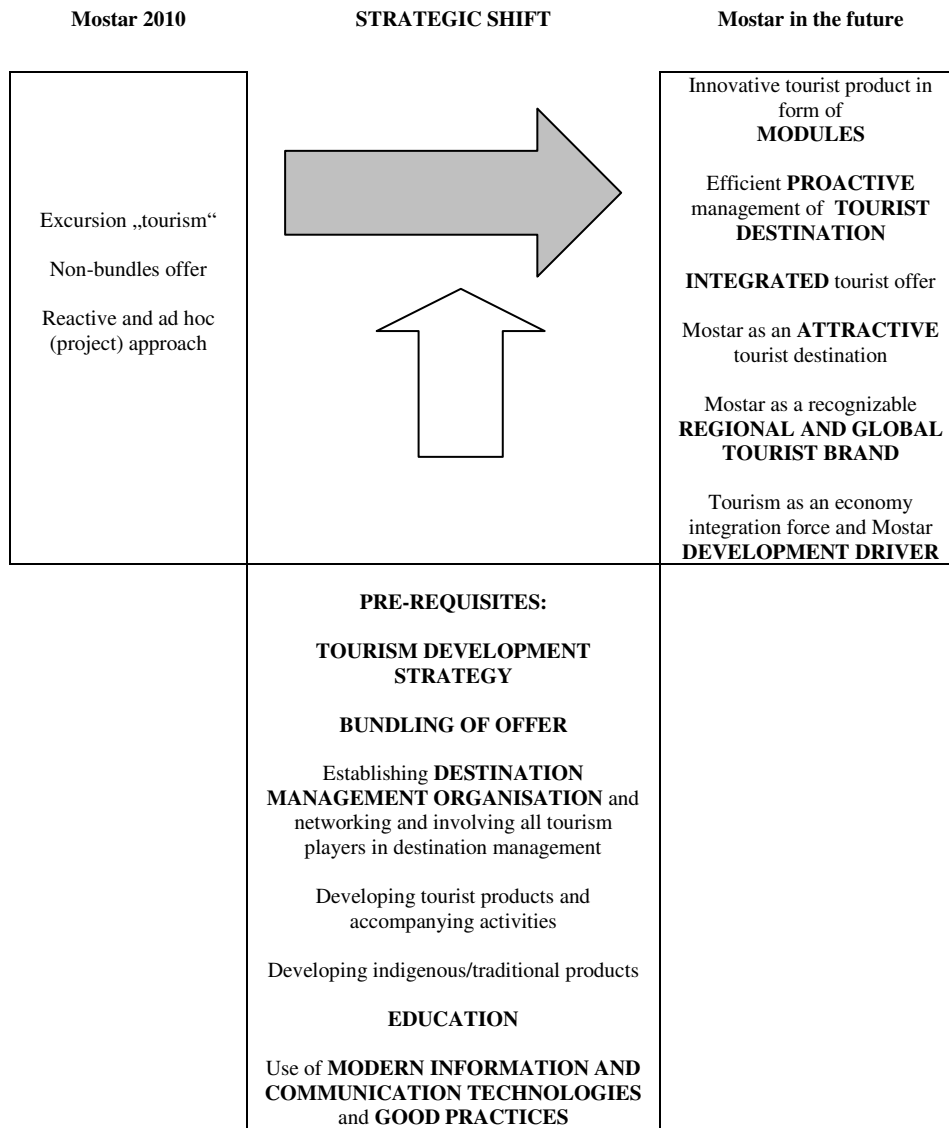 Mostar 2010
STRATEGIC SHIFT
Mostar in the future
Excursion „tourism“
Non-bundles offer
Reactive and ad hoc
(project) approach
Innovative tourist product in
form of
MODULES
Efficient PROACTIVE
management of TOURIST
DESTINATION
INTEGRATED tourist offer
Mostar as an ATTRACTIVE
tourist destination
Mostar as a recognizable
REGIONAL AND GLOBAL
TOURIST BRAND
Tourism as an economy
integration force and Mostar
DEVELOPMENT DRIVER
PRE-REQUISITES:
TOURISM DEVELOPMENT
STRATEGY
BUNDLING OF OFFER
Establishing DESTINATION
MANAGEMENT ORGANISATION and
networking and involving all tourism
players in destination management
Developing tourist products and
accompanying activities
Developing indigenous/traditional products
EDUCATION
Use of MODERN INFORMATION AND
COMMUNICATION TECHNOLOGIES
and GOOD PRACTICES